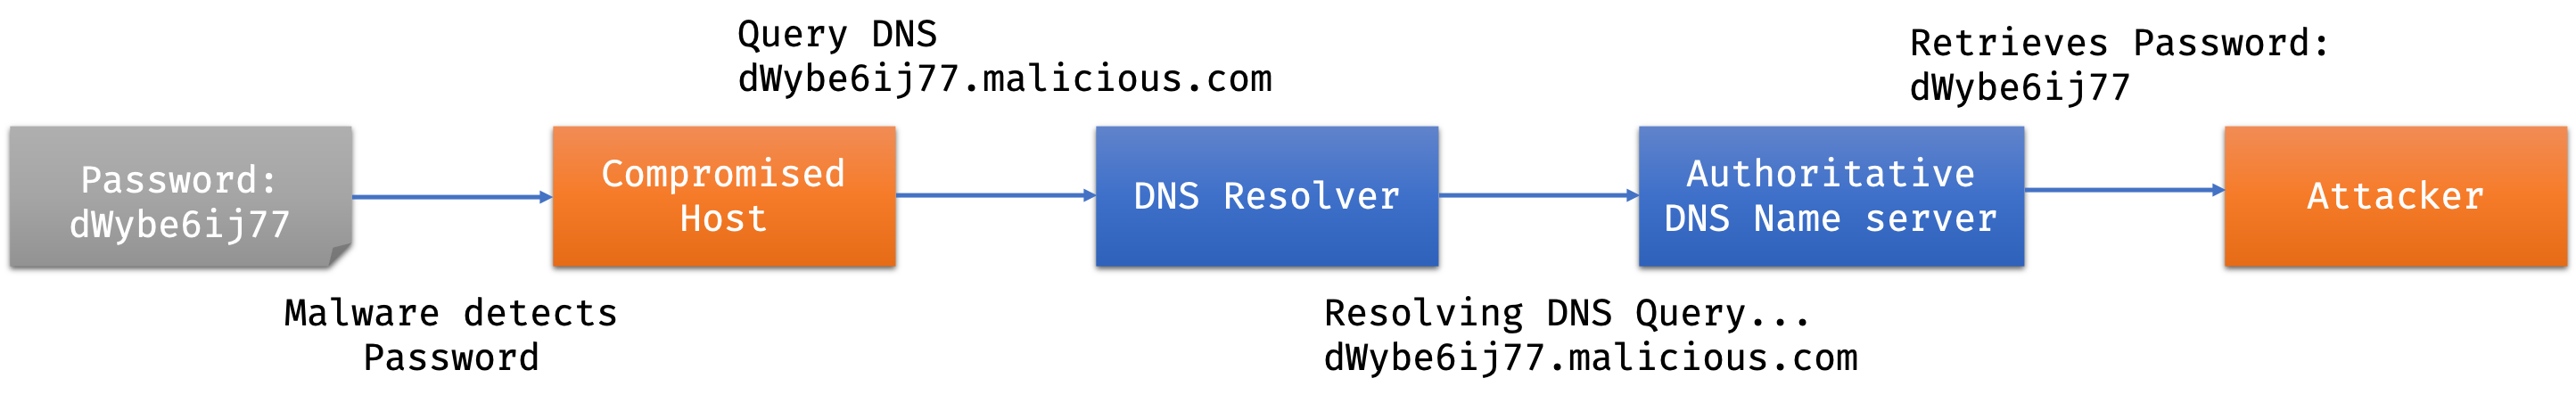 Password:
dWybe6ij77
Malware detects
Password
Compromised
Host
Query DNS
dWybe6ij77.malicious.com
DNS Resolver
Resolving DNS Query...
dWybe6ij77.malicious.com
Authoritative
DNS Name server
Retrieves Password:
dWybe6ij77
Attacker